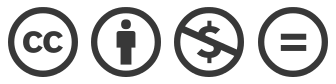 cc
$
=